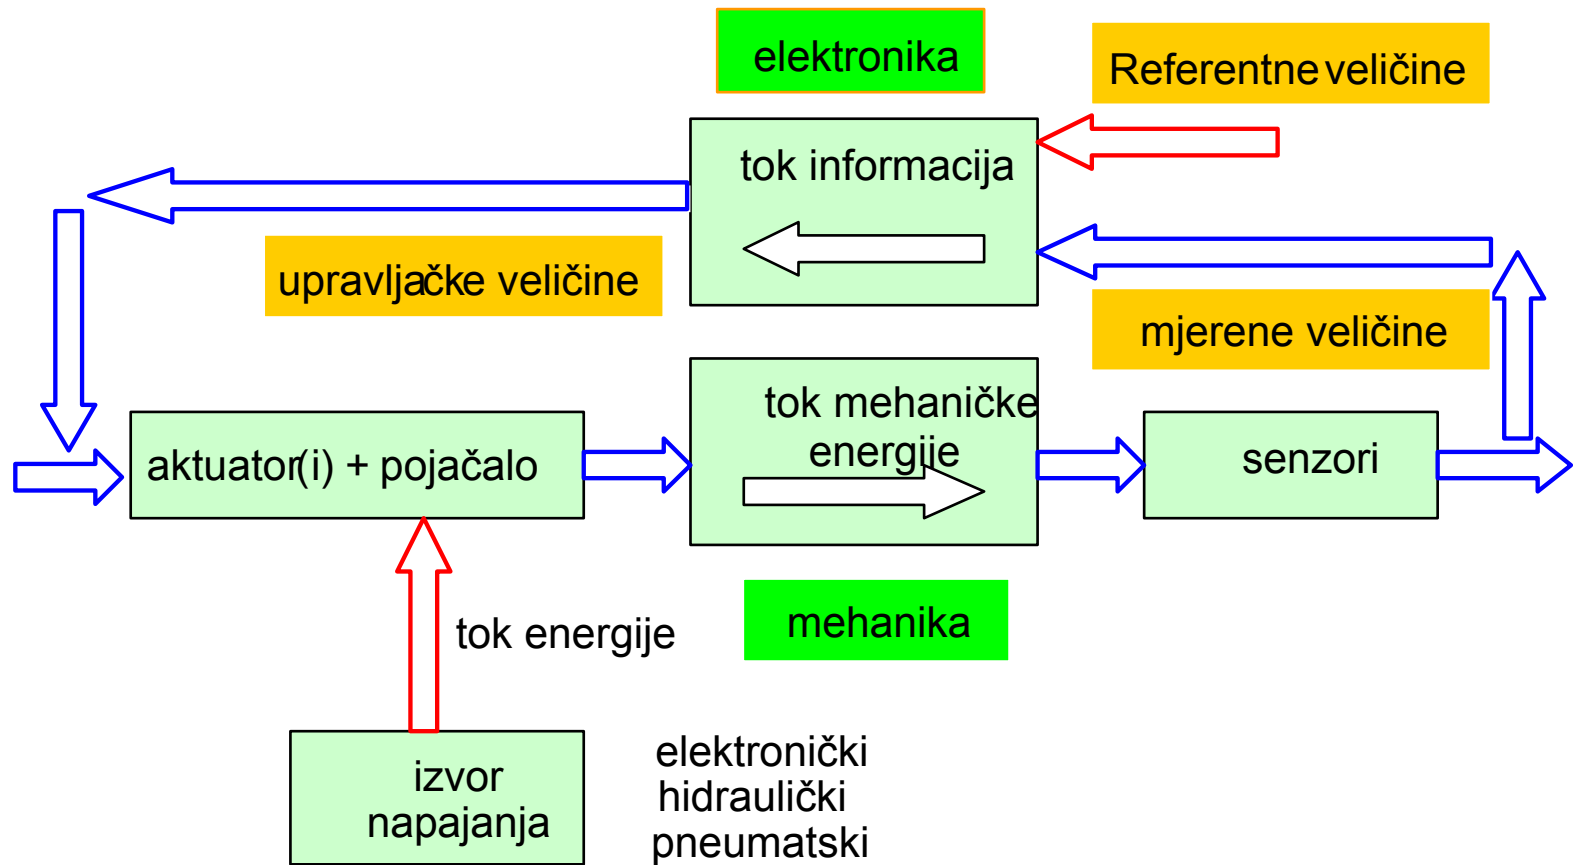 elektronika
Referentne veličine
tok informacija
upravljačke veličine
mjerene veličine
tok mehaničke
energije
aktuator(i) + pojačalo
senzori
mehanika
tok energije
izvor
napajanja
elektronički
hidraulički
pneumatski